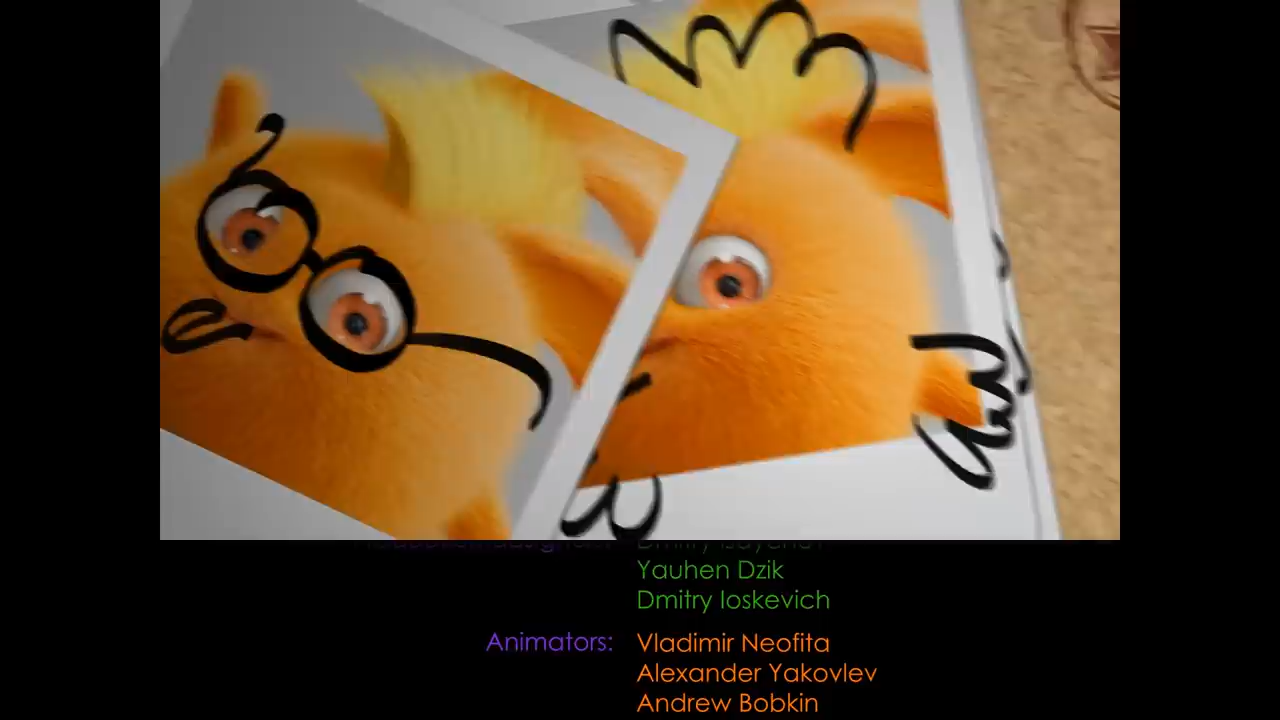 Yauhen Dzik
Dmitry Ioskevich
Animators: Vladimir Neofita
Alexander Yakovlev
Andrew Bobkin